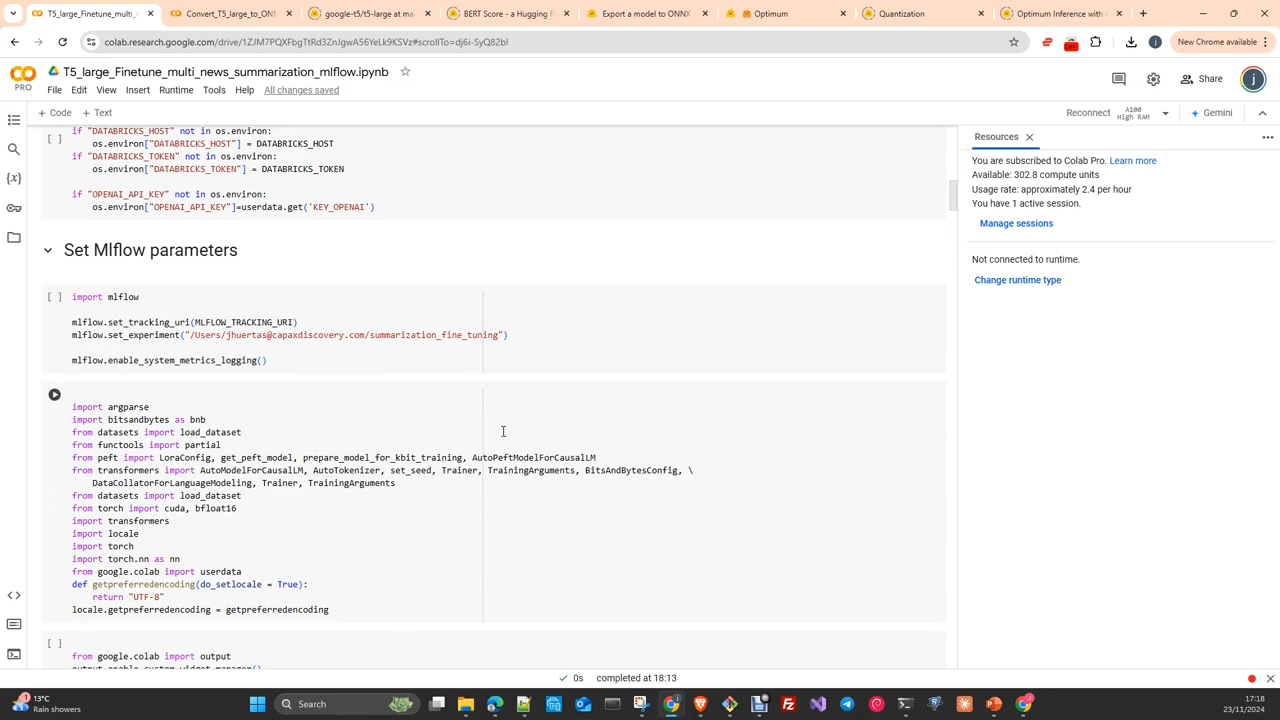 T5_large_Finetune_multi_news_
Convert_T5_large_to_ONN
google-t5/t5-large at ma
BERT Score - a Hugging F
Export a model to ONNX
Optimum
Quantization
Optimum Inference with
colab.research.google.com/drive/1ZJM7PQXFbgTtRd3ZnJgwA56YeLk9KSVz#scrollTo=dj6i-SyQ82bI
OFF
j
New Chrome available
CO
PRO
T5_large_Finetune_multi_news_summarization_mlflow.ipynb
Share
j
File Edit View Insert Runtime Tools Help All changes saved
+ Code + Text
Reconnect
A100
High RAM
Gemini
if "DATABRICKS_HOST" not in os.environ:
[ ]
os.environ["DATABRICKS_HOST"] = DATABRICKS_HOST
if "DATABRICKS_TOKEN" not in os.environ:
os.environ["DATABRICKS_TOKEN"] = DATABRICKS_TOKEN
if "OPENAI_API_KEY" not in os.environ:
os.environ["OPENAI_API_KEY"]=userdata.get('KEY_OPENAI')
Set Mlflow parameters
[ ] import mlflow
mlflow.set_tracking_uri(MLFLOW_TRACKING_URI)
mlflow.set_experiment("/Users/jhuertas@capaxdiscovery.com/summarization_fine_tuning")
mlflow.enable_system_metrics_logging()
import argparse
import bitsandbytes as bnb
from datasets import load_dataset
from functools import partial
from peft import LoraConfig, get_peft_model, prepare_model_for_kbit_training, AutoPeftModelForCausalLM
from transformers import AutoModelForCausalLM, AutoTokenizer, set_seed, Trainer, TrainingArguments, BitsAndBytesConfig, \
DataCollatorForLanguageModeling, Trainer, TrainingArguments
from datasets import load_dataset
from torch import cuda, bfloat16
import transformers
import locale
import torch
import torch.nn as nn
from google.colab import userdata
def getpreferredencoding(do_setlocale = True):
return "UTF-8"
locale.getpreferredencoding = getpreferredencoding
[ ]
from google.colab import output
output.enable_custom_widget_manager()
Resources
You are subscribed to Colab Pro. Learn more
Available: 302.8 compute units
Usage rate: approximately 2.4 per hour
You have 1 active session.
Manage sessions
Not connected to runtime.
Change runtime type
0s completed at 18:13
13°C
Rain showers
Search
17:18
23/11/2024